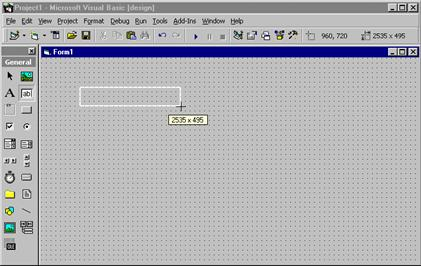 Project1 - Microsoft Visual Basic [design]
File Edit View Project Format Debug Run Tools Add-Ins Window Help
960, 720 2535 x 495
General
Form1
A ab
2535 x 495